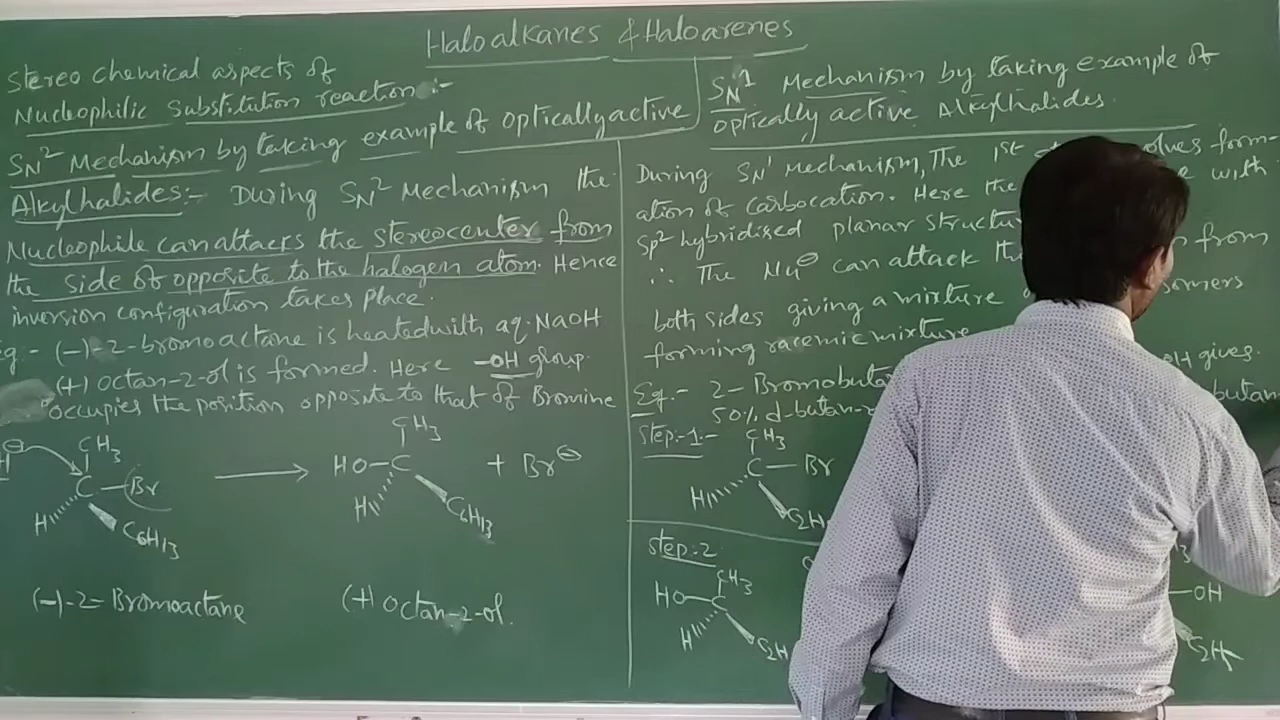 Haloalkanes & Haloarenes
Stereo chemical aspects of
Nucleophilic substitution reaction :-
SN² Mechanism by taking example of optically active
Alkylhalides:- During SN² Mechanism the
Nucleophile can attacks the stereocenter from
the side of opposite to the halogen atom. Hence
inversion configuration takes place.
Eg - (-)-2-bromooctane is heated with aq. NaOH
(+) octan-2-ol is formed. Here -OH group
occupies the position opposite to that of Bromine
CH3
C-Br
H
C6H13
CH3
HO-C
H
C6H13
+ Br⊖
(-)-2-Bromoactane
(+) octan-2-ol.
SN1 Mechanism by taking example of
optically active Alkylhalides.
During SN1 mechanism, The 1st
form-
ation of Carbocation. Here the
with
sp² hybridised planar
∴ The Nu⊖ can attack
from
both sides giving a mixture
forming racemic mixture
Eg:- 2-
gives.
50%
Step:-1:-
CH3
C-Br
H
step:-2
CH3
HO-C
H
-OH